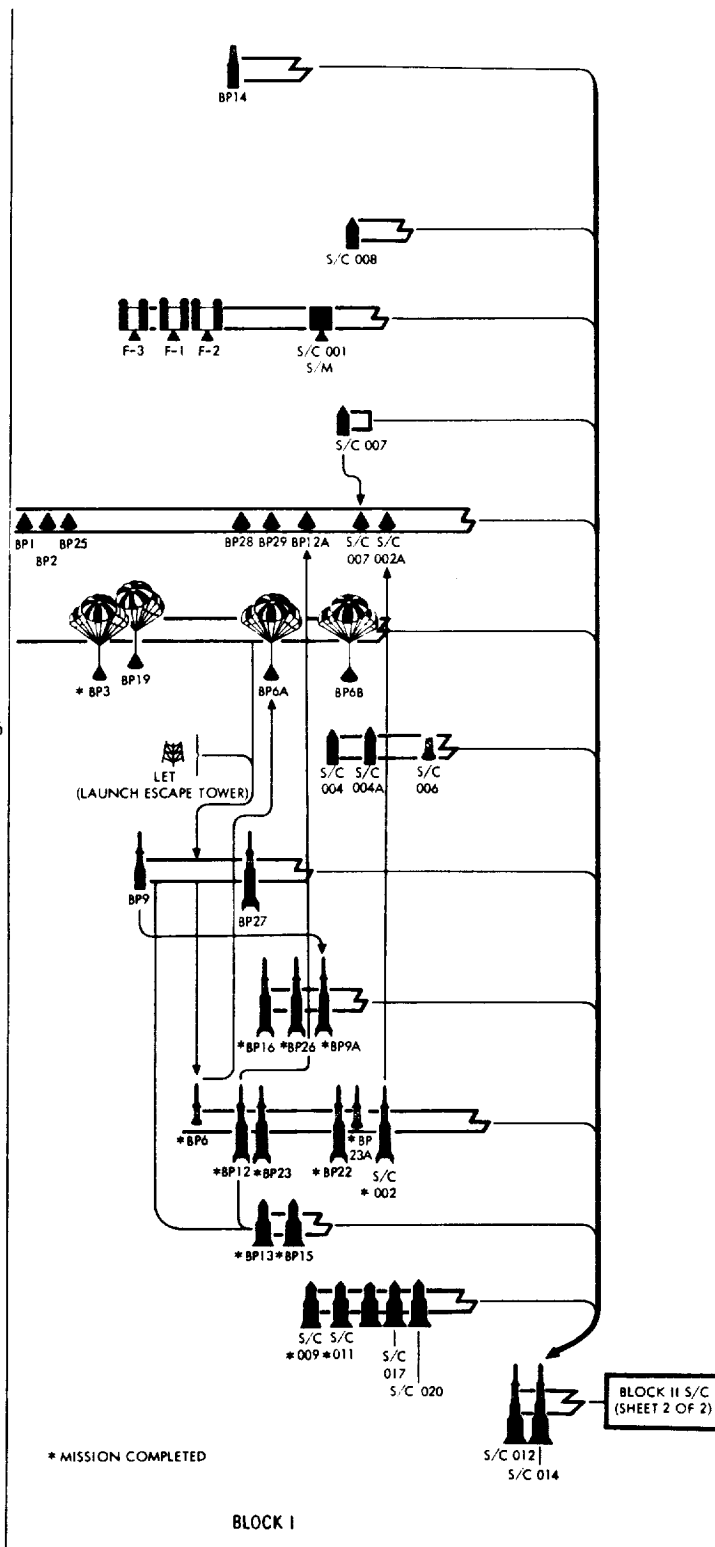 BP14
S/C 008
F-3 F-1 F-2 S/C 001
S/M
S/C 007
BP1 BP25 BP28 BP29 BP12A S/C S/C
BP2 007 002A
* BP3 BP19 BP6A BP6B
LET
(LAUNCH ESCAPE TOWER)
S/C S/C S/C
004 004A 006
BP9
BP27
*BP16 *BP26 *BP9A
*BP6 *BP
23A
*BP12 *BP23 *BP22
S/C
* 002
*BP13 *BP15
S/C S/C
*009 *011
S/C
017
S/C 020
BLOCK II S/C
(SHEET 2 OF 2)
S/C 012
S/C 014
* MISSION COMPLETED
BLOCK I